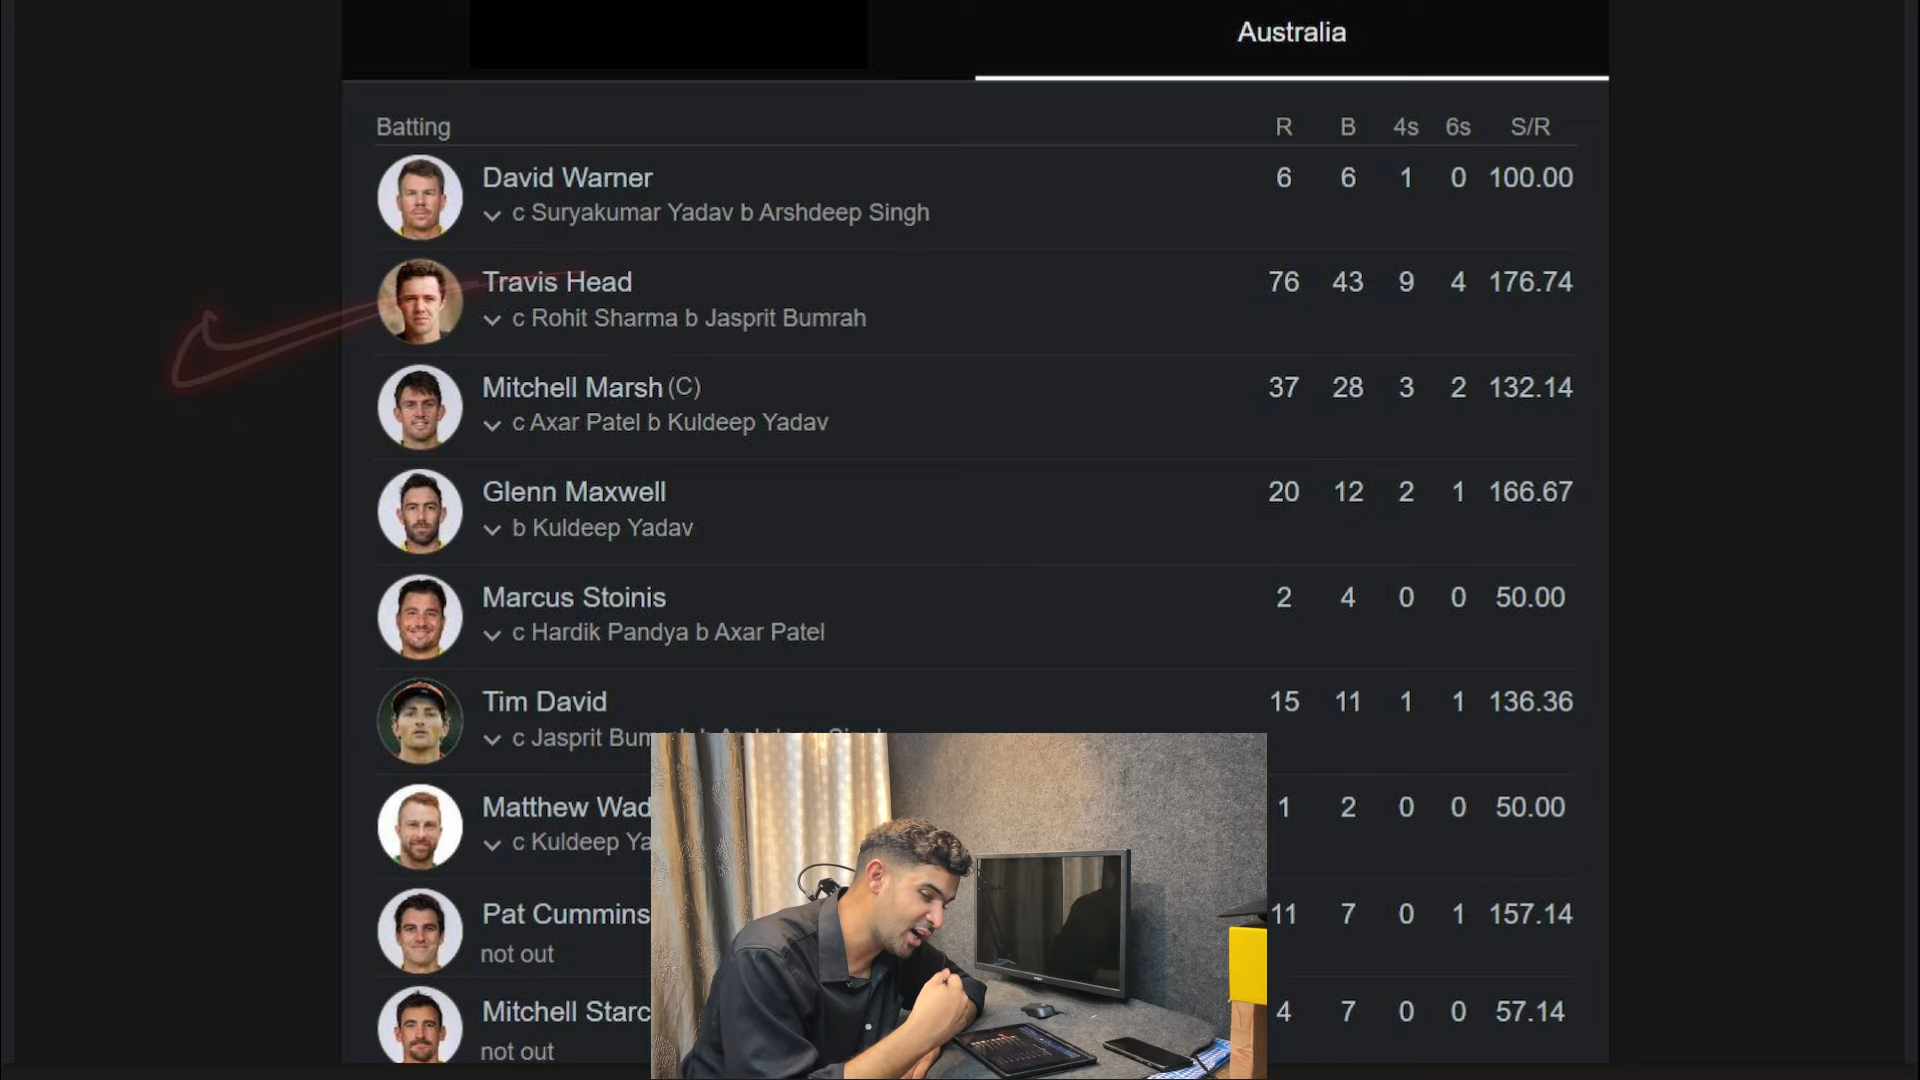 Australia
Batting R B 4s 6s S/R
David Warner 6 6 1 0 100.00
c Suryakumar Yadav b Arshdeep Singh
Travis Head 76 43 9 4 176.74
c Rohit Sharma b Jasprit Bumrah
Mitchell Marsh (C) 37 28 3 2 132.14
c Axar Patel b Kuldeep Yadav
Glenn Maxwell 20 12 2 1 166.67
b Kuldeep Yadav
Marcus Stoinis 2 4 0 0 50.00
c Hardik Pandya b Axar Patel
Tim David 15 11 1 1 136.36
c Jasprit
Matthew 1 2 0 0 50.00
c Kuldeep
Pat Cummins 11 7 0 1 157.14
not out
Mitchell Starc 4 7 0 0 57.14
not out